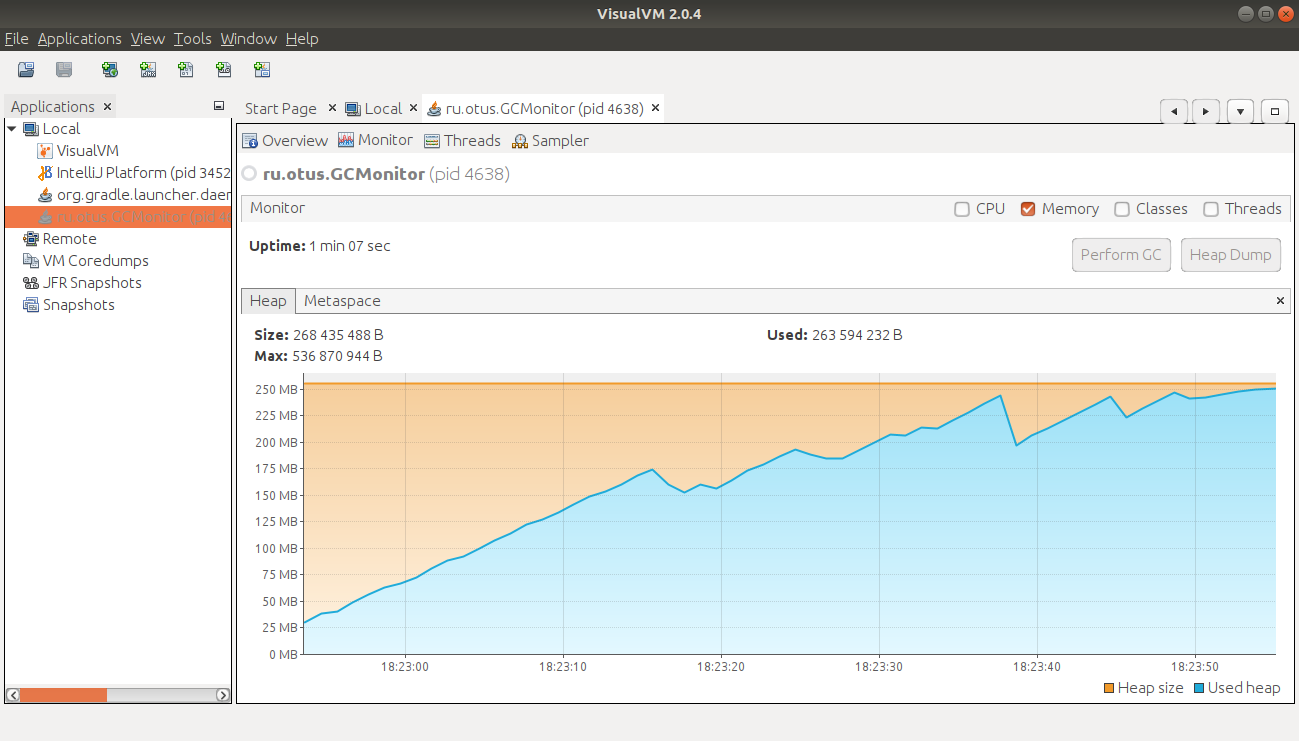 VisualVM 2.0.4
File Applications View Tools Window Help
Applications
Local
VisualVM
IntelliJ Platform (pid 3452
org.gradle.launcher.daer
ru.otus.GCMonitor (pid 4
Remote
VM Coredumps
JFR Snapshots
Snapshots
Start Page Local ru.otus.GCMonitor (pid 4638)
Overview Monitor Threads Sampler
ru.otus.GCMonitor (pid 4638)
Monitor CPU Memory Classes Threads
Uptime: 1 min 07 sec
Perform GC Heap Dump
Heap Metaspace
Size: 268 435 488 B Used: 263 594 232 B
Max: 536 870 944 B
250 MB
225 MB
200 MB
175 MB
150 MB
125 MB
100 MB
75 MB
50 MB
25 MB
0 MB
18:23:00 18:23:10 18:23:20 18:23:30 18:23:40 18:23:50
Heap size Used heap